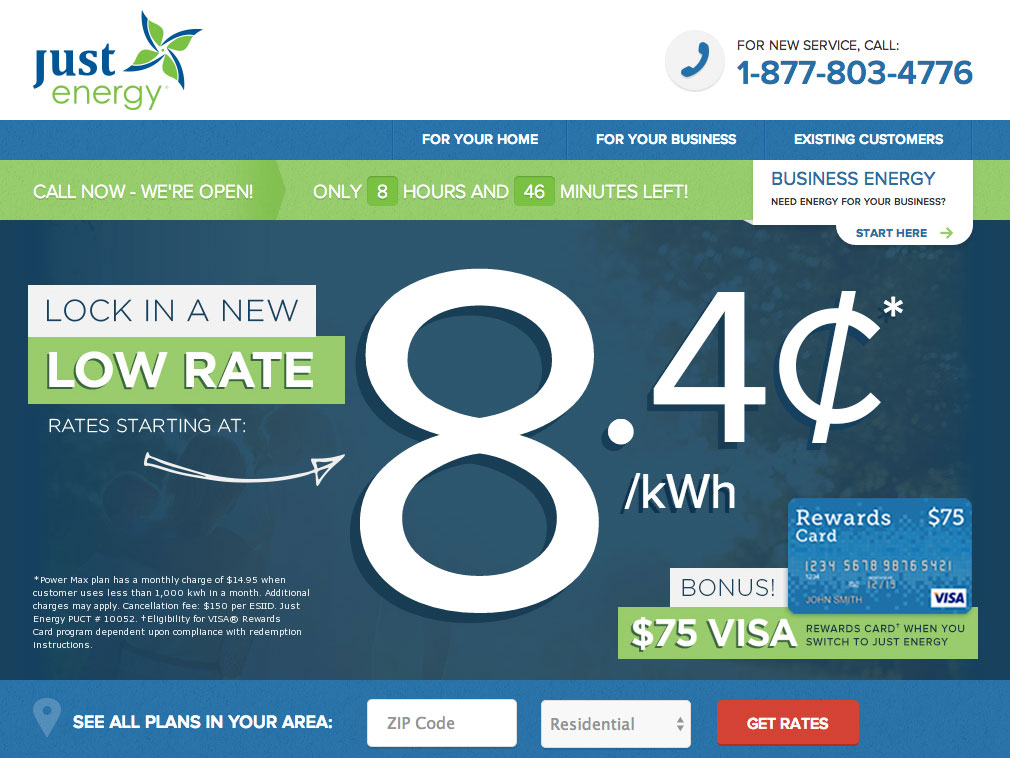 just
energy
FOR NEW SERVICE, CALL:
1-877-803-4776
FOR YOUR HOME
FOR YOUR BUSINESS
EXISTING CUSTOMERS
CALL NOW - WE'RE OPEN!
ONLY 8 HOURS AND 46 MINUTES LEFT!
BUSINESS ENERGY
NEED ENERGY FOR YOUR BUSINESS?
START HERE
LOCK IN A NEW
LOW RATE
RATES STARTING AT:
8.4¢*
/kWh
*Power Max plan has a monthly charge of $14.95 when
customer uses less than 1,000 kwh in a month. Additional
charges may apply. Cancellation fee: $150 per ESIID. Just
Energy PUCT # 10052. †Eligibility for VISA® Rewards
Card program dependent upon compliance with redemption
instructions.
Rewards $75
Card
1234 5678 9876 5421
1234
12/15
JOHN SMITH
VISA
BONUS!
$75 VISA
REWARDS CARD† WHEN YOU
SWITCH TO JUST ENERGY
SEE ALL PLANS IN YOUR AREA:
ZIP Code
Residential
GET RATES